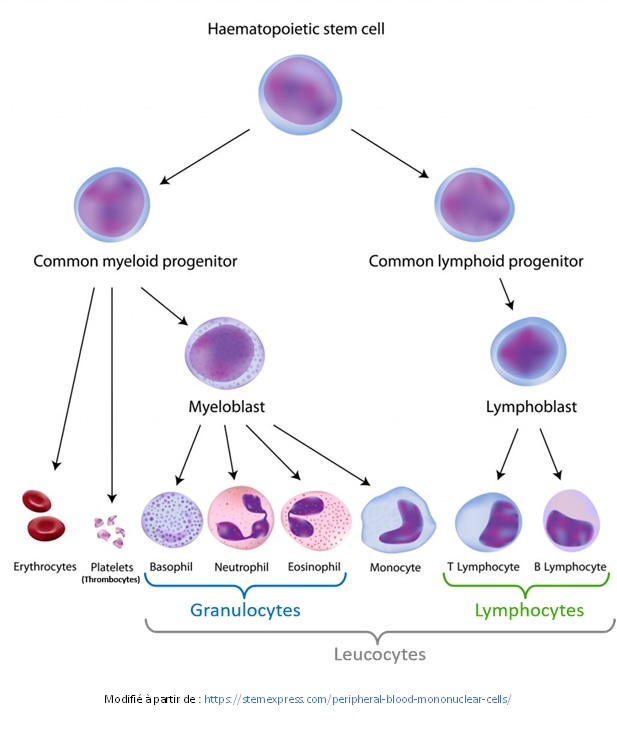 Haematopoietic stem cell
Common myeloid progenitor
Common lymphoid progenitor
Myeloblast
Lymphoblast
Erythrocytes
Platelets
(Thrombocytes)
Basophil
Neutrophil
Eosinophil
Monocyte
T Lymphocyte
B Lymphocyte
Granulocytes
Lymphocytes
Leucocytes
Modifié à partir de : https://stemexpress.com/peripheral-blood-mononuclear-cells/